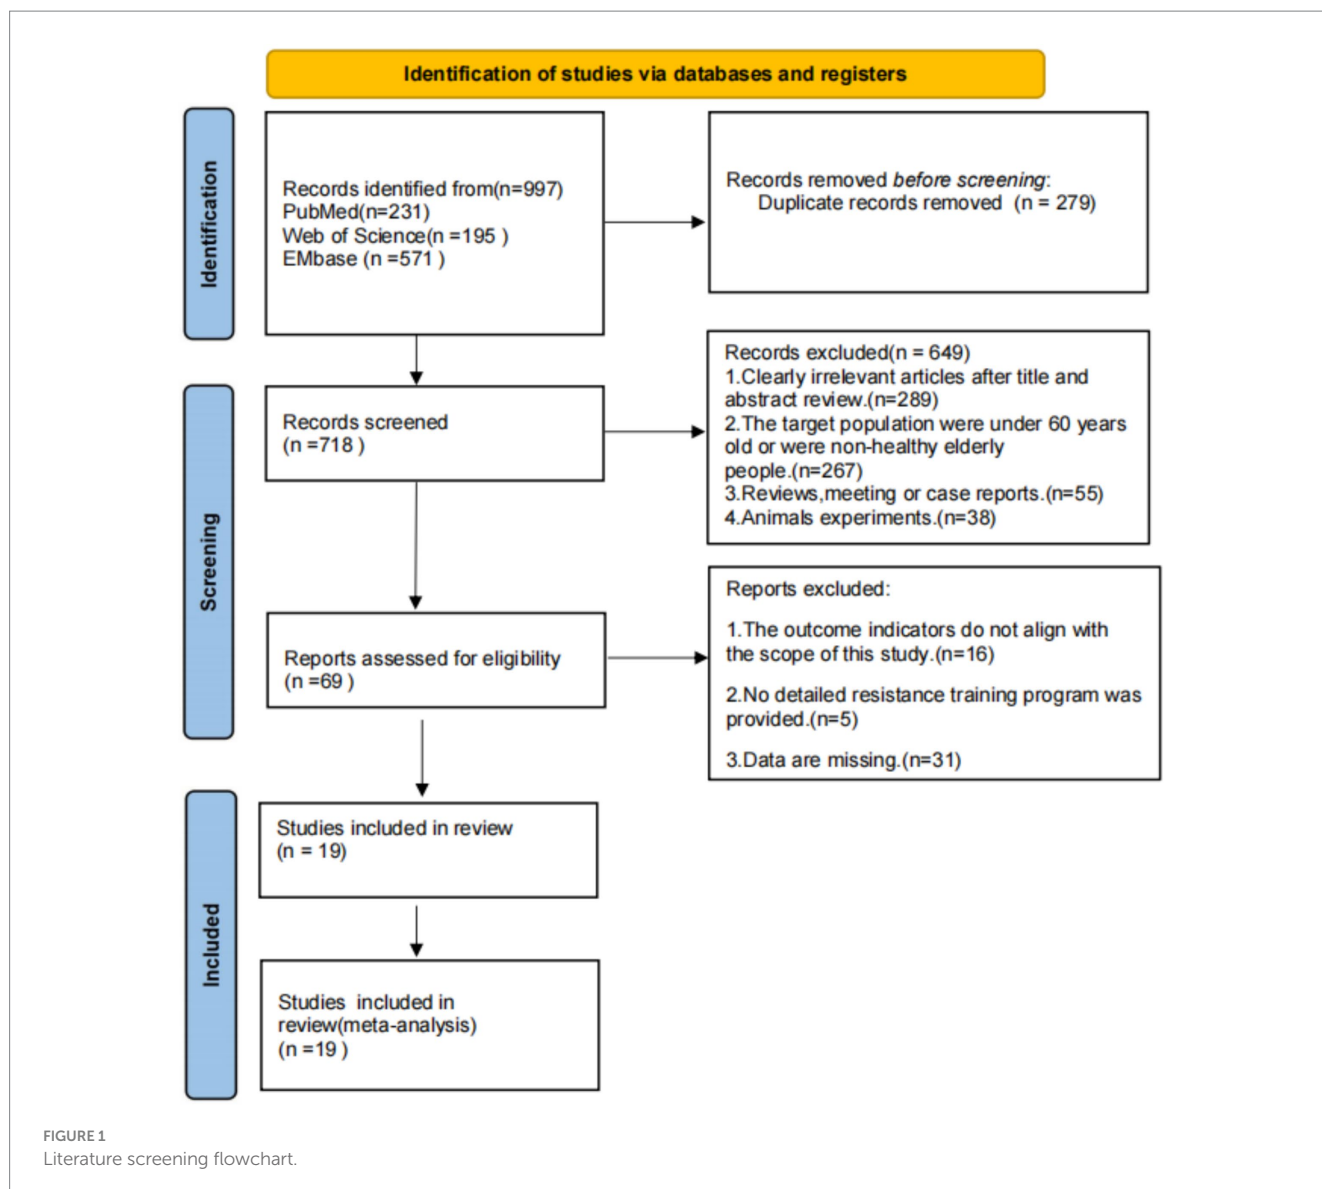 Identification of studies via databases and registers
Identification
Records identified from(n=997)
PubMed(n=231)
Web of Science(n =195 )
EMbase (n =571 )
Records removed before screening:
Duplicate records removed (n = 279)
Screening
Records screened
(n =718 )
Records excluded(n = 649)
1.Clearly irrelevant articles after title and
abstract review.(n=289)
2.The target population were under 60 years
old or were non-healthy elderly
people.(n=267)
3.Reviews,meeting or case reports.(n=55)
4.Animals experiments.(n=38)
Reports assessed for eligibility
(n =69 )
Reports excluded:
1.The outcome indicators do not align with
the scope of this study.(n=16)
2.No detailed resistance training program was
provided.(n=5)
3.Data are missing.(n=31)
Included
Studies included in review
(n = 19)
Studies included in
review(meta-analysis)
(n =19 )
FIGURE 1
Literature screening flowchart.